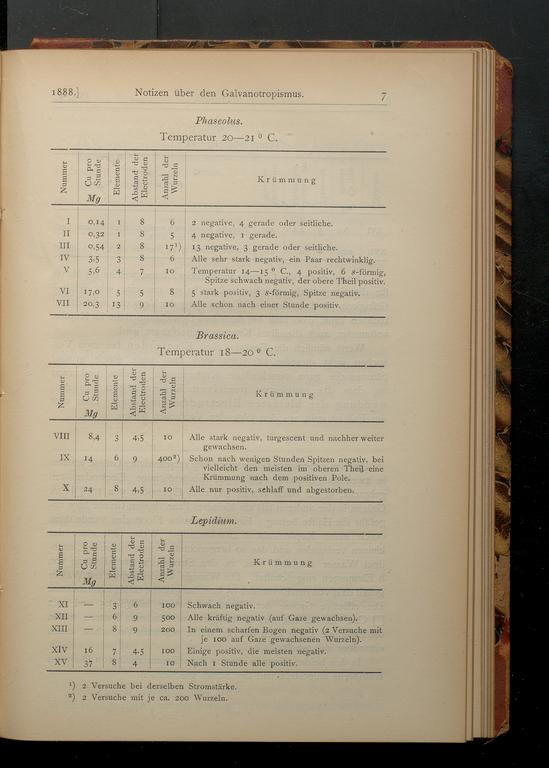 1888.] Notizen über den Galvanotropismus. 7
Phaseolus.
Temperatur 20—21 ° C.
Nummer Cu pro Stunde Mg Elemente Abstand der Electroden Anzahl der Wurzeln Krümmung
I 0,14 1 8 6 2 negative, 4 gerade oder seitliche.
II 0,32 1 8 5 4 negative, 1 gerade.
III 0,54 2 8 17¹) 13 negative, 3 gerade oder seitliche.
IV 3,5 3 8 6 Alle sehr stark negativ, ein Paar rechtwinklig.
V 5,6 4 7 10 Temperatur 14—15 ° C., 4 positiv, 6 s-förmig,
Spitze schwach negativ, der obere Theil positiv.
VI 17,0 5 5 8 5 stark positiv, 3 s-förmig, Spitze negativ.
VII 20,3 13 9 10 Alle schon nach einer Stunde positiv.
Brassica.
Temperatur 18—20 ° C.
Nummer Cu pro Stunde Mg Elemente Abstand der Electroden Anzahl der Wurzeln Krümmung
VIII 8,4 3 4,5 10 Alle stark negativ, turgescent und nachher weiter
gewachsen.
IX 14 6 9 400²) Schon nach wenigen Stunden Spitzen negativ, bei
vielleicht den meisten im oberen Theil eine
Krümmung nach dem positiven Pole.
X 24 8 4,5 10 Alle nur positiv, schlaff und abgestorben.
Lepidium.
Nummer Cu pro Stunde Mg Elemente Abstand der Electroden Anzahl der Wurzeln Krümmung
XI — 3 6 100 Schwach negativ.
XII — 6 9 500 Alle kräftig negativ (auf Gaze gewachsen).
XIII — 8 9 200 In einem scharfen Bogen negativ (2 Versuche mit
je 100 auf Gaze gewachsenen Wurzeln).
XIV 16 7 4,5 100 Einige positiv, die meisten negativ.
XV 37 8 4 10 Nach 1 Stunde alle positiv.
¹) 2 Versuche bei derselben Stromstärke.
²) 2 Versuche mit je ca. 200 Wurzeln.